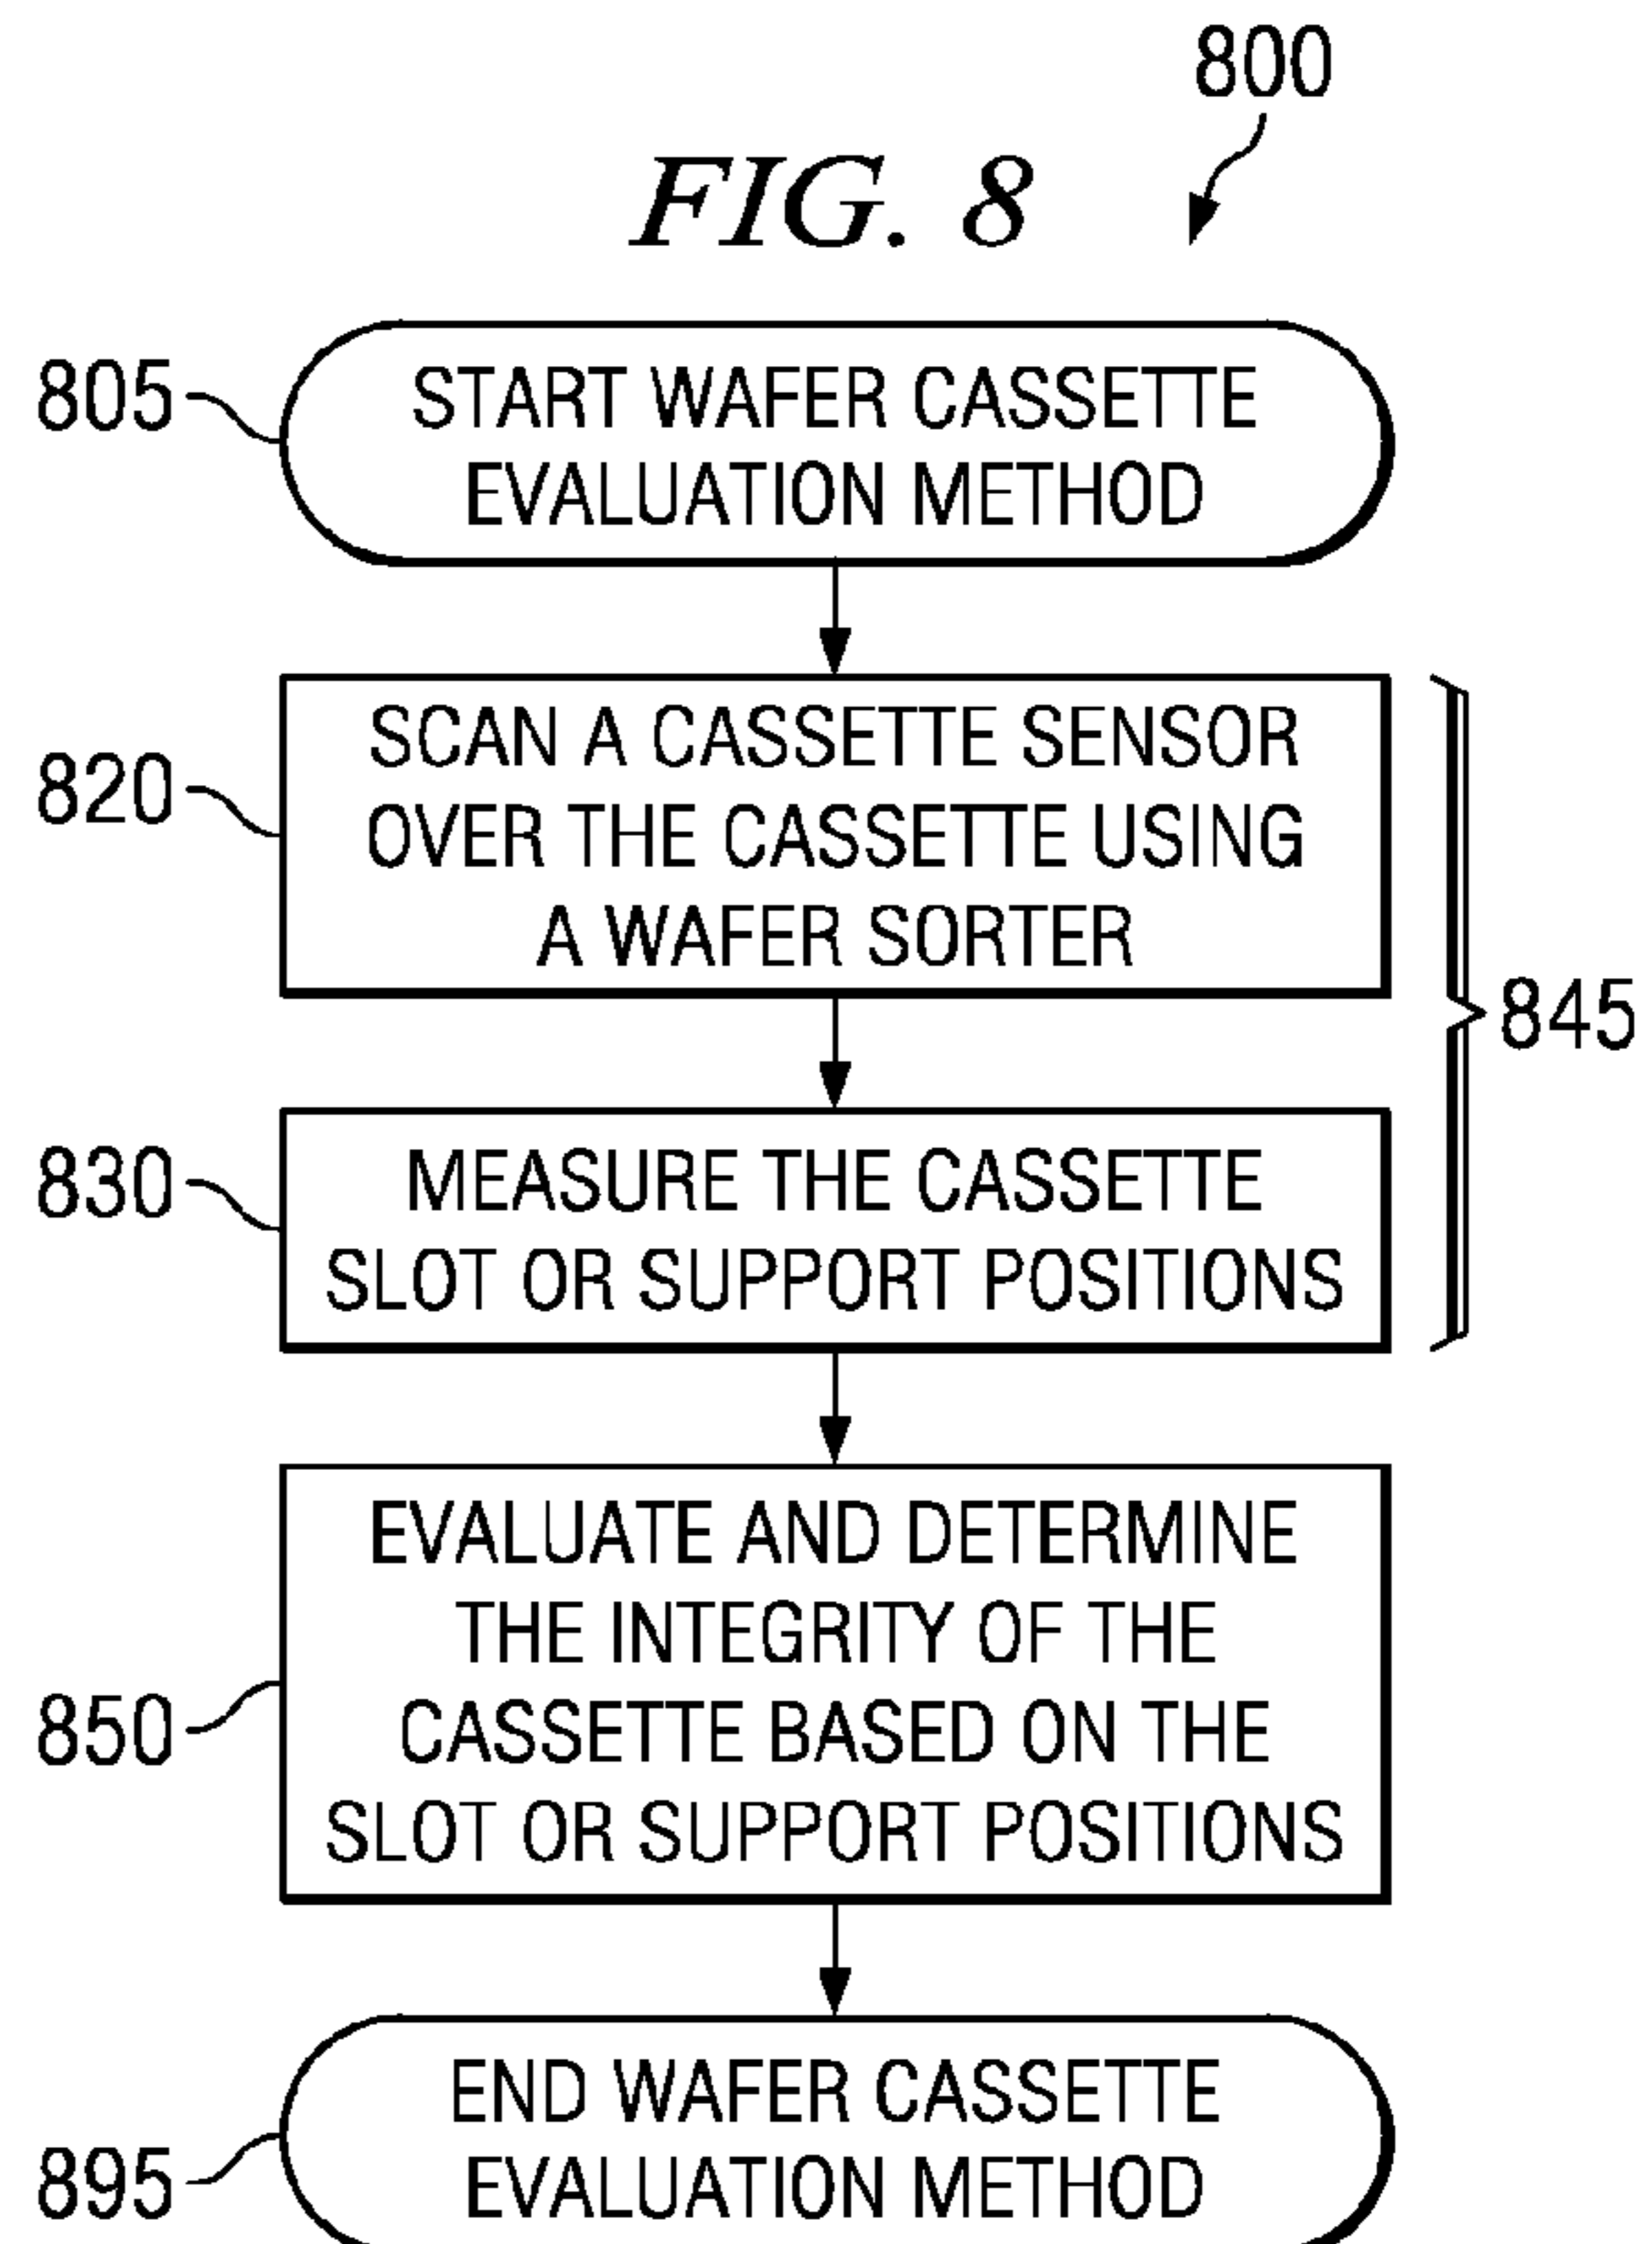 800
FIG. 8
805
START WAFER CASSETTE
EVALUATION METHOD
820
SCAN A CASSETTE SENSOR
OVER THE CASSETTE USING
A WAFER SORTER
845
830
MEASURE THE CASSETTE
SLOT OR SUPPORT POSITIONS
850
EVALUATE AND DETERMINE
THE INTEGRITY OF THE
CASSETTE BASED ON THE
SLOT OR SUPPORT POSITIONS
895
END WAFER CASSETTE
EVALUATION METHOD